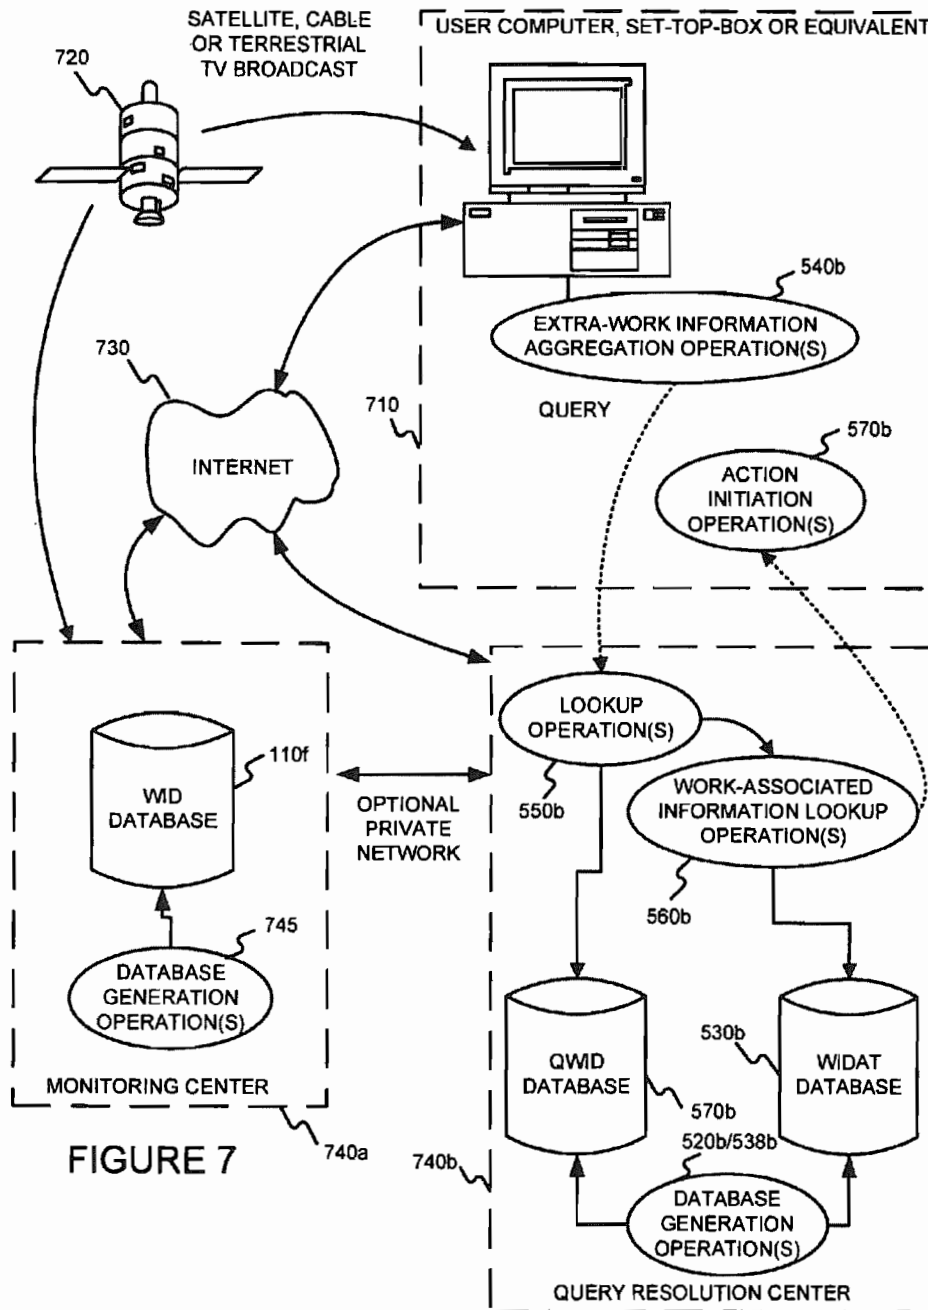 SATELLITE, CABLE
OR TERRESTRIAL
TV BROADCAST
720
USER COMPUTER, SET-TOP-BOX OR EQUIVALENT
540b
EXTRA-WORK INFORMATION
AGGREGATION OPERATION(S)
730
INTERNET
710
QUERY
570b
ACTION
INITIATION
OPERATION(S)
LOOKUP
OPERATION(S)
550b
WORK-ASSOCIATED
INFORMATION LOOKUP
OPERATION(S)
560b
110f
WID
DATABASE
OPTIONAL
PRIVATE
NETWORK
745
DATABASE
GENERATION
OPERATION(S)
MONITORING CENTER
740a
FIGURE 7
QWID
DATABASE
570b
530b
WIDAT
DATABASE
740b
520b/538b
DATABASE
GENERATION
OPERATION(S)
QUERY RESOLUTION CENTER